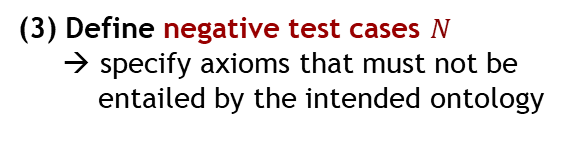 (3) Define negative test cases N
→ specify axioms that must not be
entailed by the intended ontology